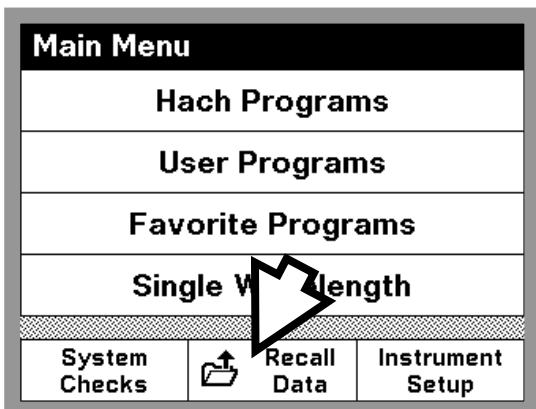 Main Menu
Hach Programs
User Programs
Favorite Programs
Single
System Checks
Recall Data
Instrument Setup